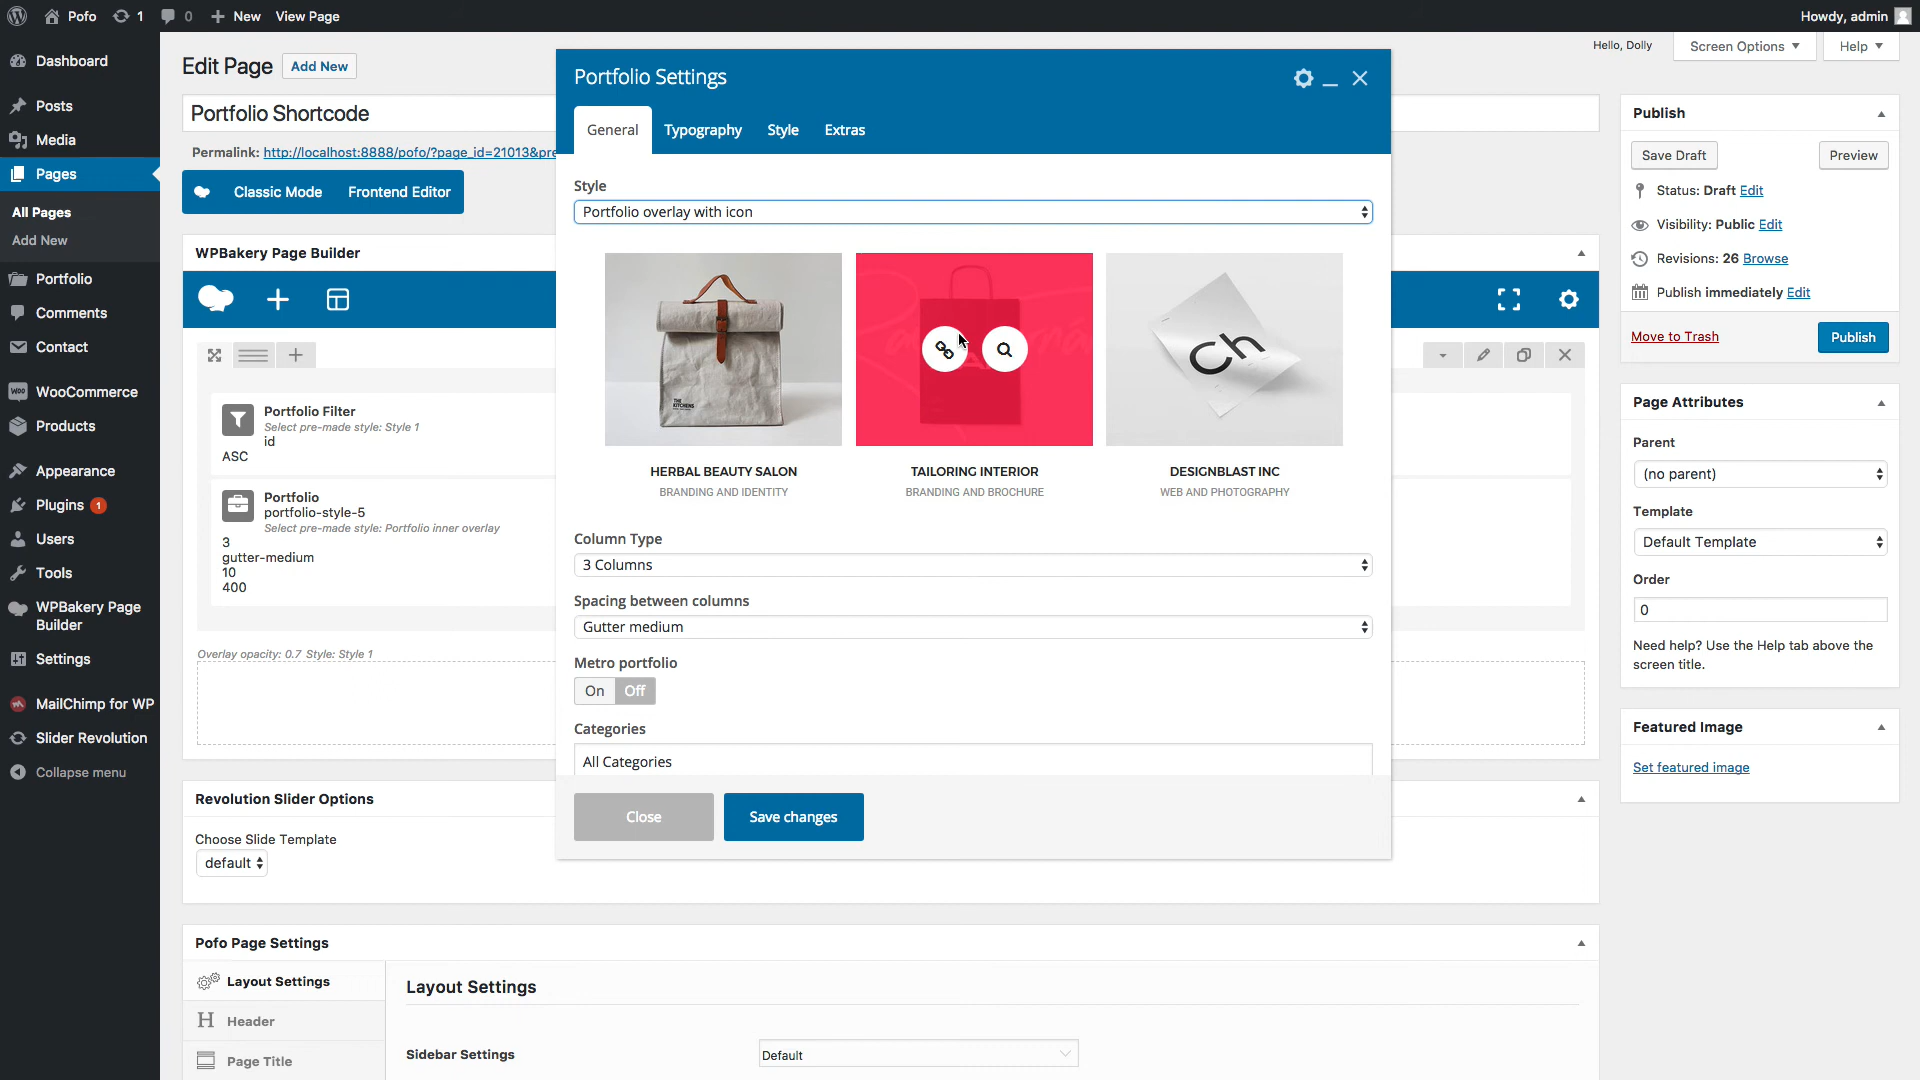 Pofo
1
0
New
View Page
Howdy, admin
Dashboard
Posts
Media
Pages
All Pages
Add New
Portfolio
Comments
Contact
WooCommerce
Products
Appearance
Plugins 1
Users
Tools
WPBakery Page
Builder
Settings
MailChimp for WP
Slider Revolution
Collapse menu
Edit Page
Add New
Hello, Dolly
Screen Options
Help
Portfolio Shortcode
Permalink: http://localhost:8888/pofo/?page_id=21013&pre
Classic Mode
Frontend Editor
WPBakery Page Builder
Portfolio Filter
Select pre-made style: Style 1
id
ASC
Portfolio
portfolio-style-5
Select pre-made style: Portfolio inner overlay
3
gutter-medium
10
400
Overlay opacity: 0.7 Style: Style 1
Revolution Slider Options
Choose Slide Template
default
Pofo Page Settings
Layout Settings
Header
Page Title
Layout Settings
Sidebar Settings
Default
Portfolio Settings
General
Typography
Style
Extras
Style
Portfolio overlay with icon
THE
KITCHENS
Ch
HERBAL BEAUTY SALON
BRANDING AND IDENTITY
TAILORING INTERIOR
BRANDING AND BROCHURE
DESIGNBLAST INC
WEB AND PHOTOGRAPHY
Column Type
3 Columns
Spacing between columns
Gutter medium
Metro portfolio
On
Off
Categories
All Categories
Close
Save changes
Publish
Save Draft
Preview
Status: Draft Edit
Visibility: Public Edit
Revisions: 26 Browse
Publish immediately Edit
Move to Trash
Publish
Page Attributes
Parent
(no parent)
Template
Default Template
Order
0
Need help? Use the Help tab above the
screen title.
Featured Image
Set featured image